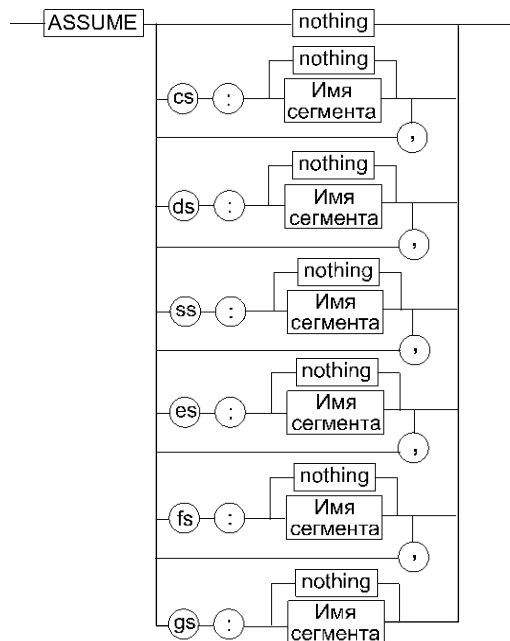 ASSUME nothing
nothing
cs : Имя
сегмента
,
nothing
ds : Имя
сегмента
,
nothing
ss : Имя
сегмента
,
nothing
es : Имя
сегмента
,
nothing
fs : Имя
сегмента
,
nothing
gs : Имя
сегмента